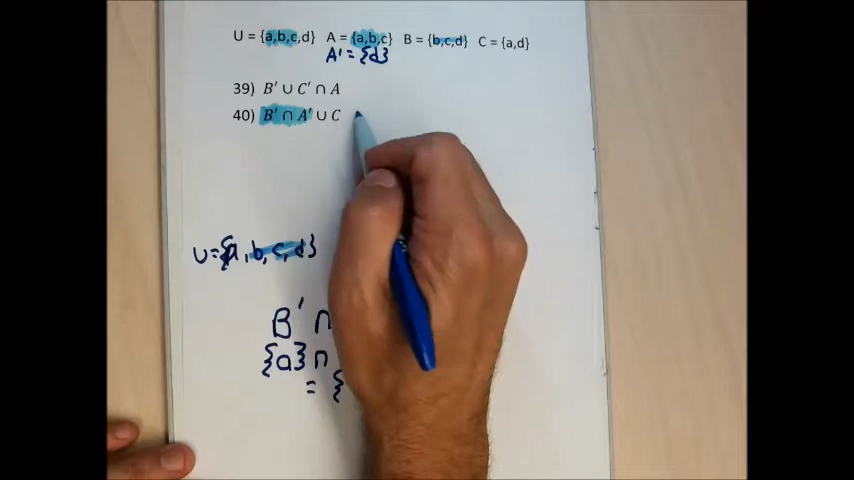 U = {a,b,c,d} A = {a,b,c} B = {b,c,d} C = {a,d}
A' = {d}
39) B′ ∪ C′ ∩ A
40) B′ ∩ A′ ∪ C
U={a,b,c,d}
B' ∩
{a} ∩
= {